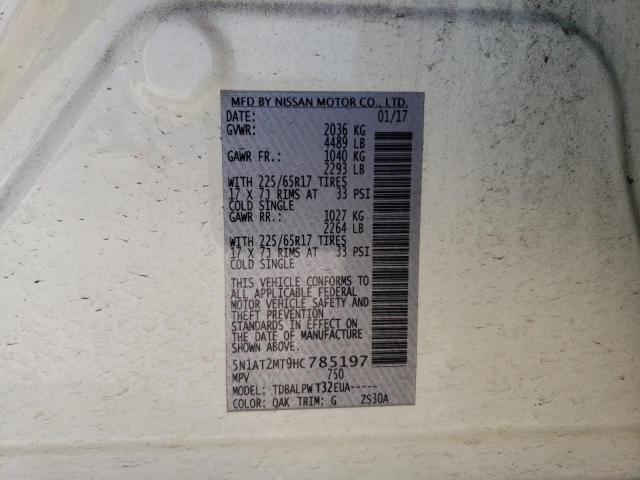 MFD BY NISSAN MOTOR CO., LTD.
DATE: 01/17
GVWR: 2036 KG
4489 LB
GAWR FR.: 1040 KG
2293 LB
WITH 225/65R17 TIRES
17 X 7J RIMS AT 33 PSI
COLD SINGLE
GAWR RR.: 1027 KG
2264 LB
WITH 225/65R17 TIRES
17 X 7J RIMS AT 33 PSI
COLD SINGLE
THIS VEHICLE CONFORMS TO
ALL APPLICABLE FEDERAL
MOTOR VEHICLE SAFETY AND
THEFT PREVENTION
STANDARDS IN EFFECT ON
THE DATE OF MANUFACTURE
SHOWN ABOVE.
5N1AT2MT9HC 785197
MPV 750
MODEL: TDBALPW T32EUA-----
COLOR: QAK TRIM: G ZS30A